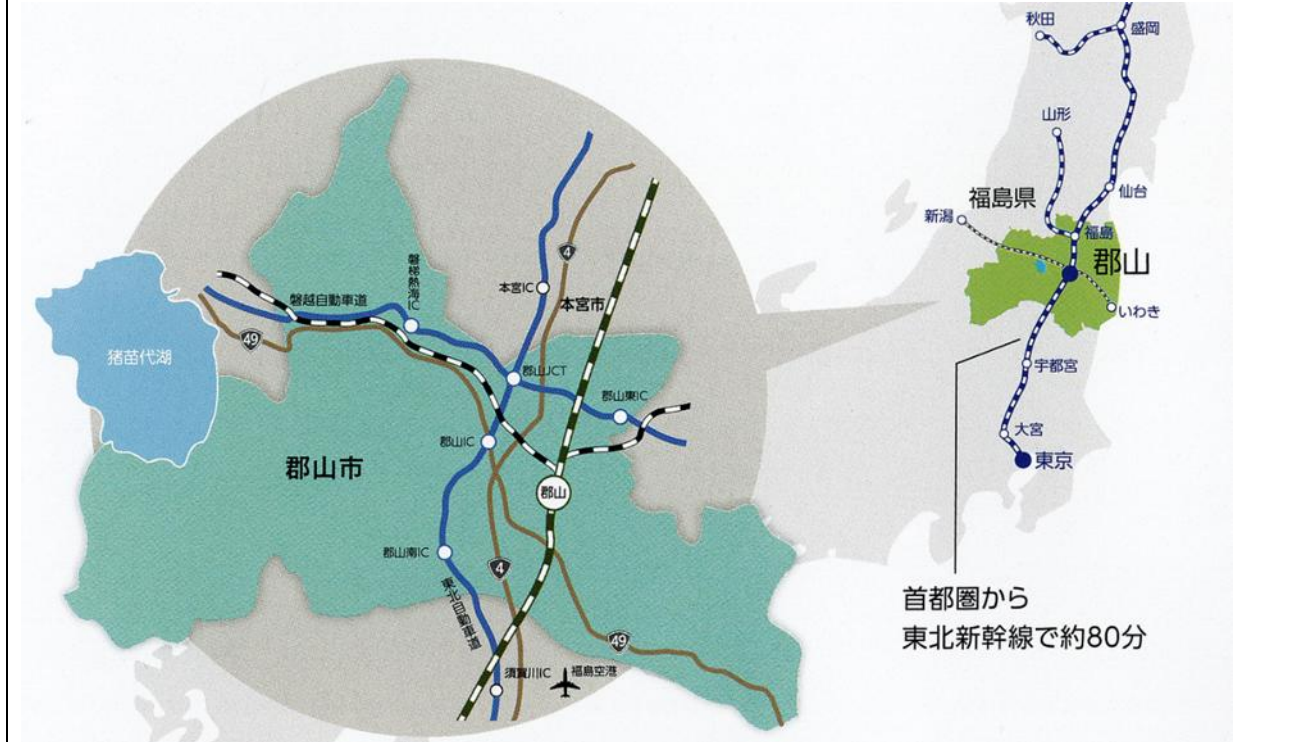 秋田
盛岡
山形
仙台
福島県
新潟
福島
郡山
いわき
宇都宮
大宮
東京
首都圏から
東北新幹線で約80分
4
磐梯熱海IC
本宮IC
本宮市
磐越自動車道
49
猪苗代湖
郡山JCT
郡山東IC
郡山IC
郡山市
郡山
郡山南IC
4
東北自動車道
49
須賀川IC
福島空港